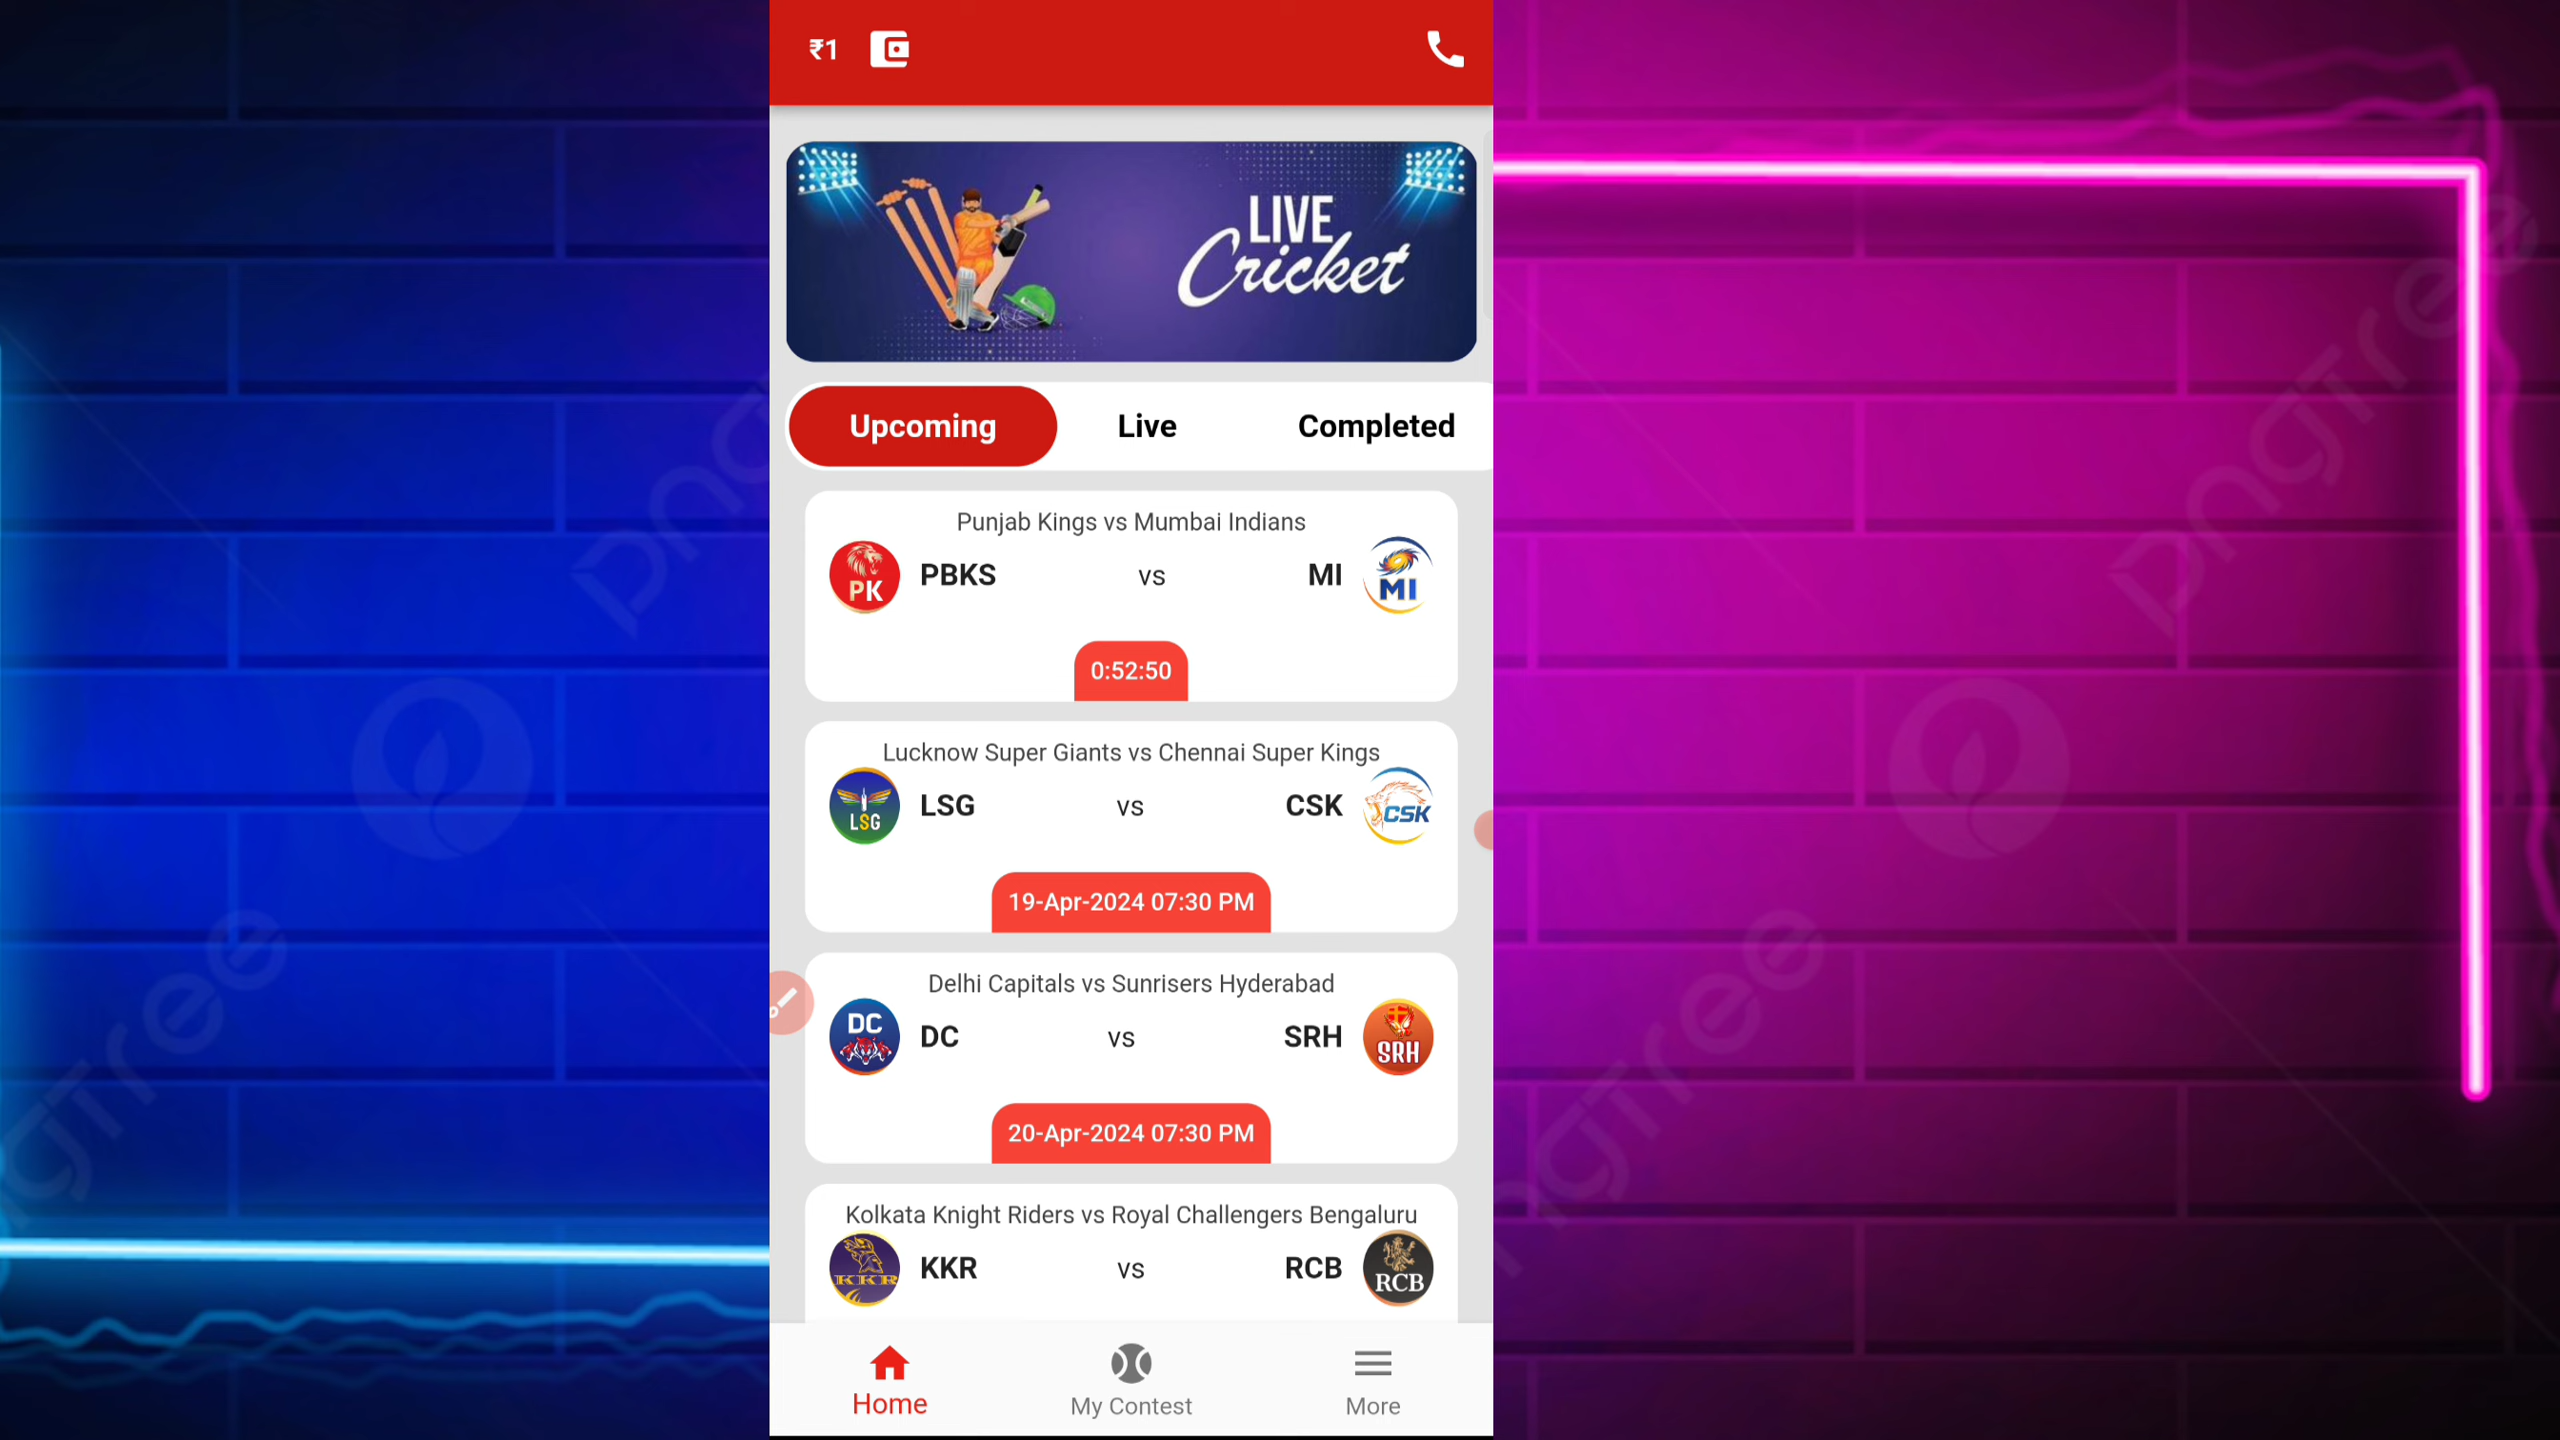 ₹1
LIVE
Cricket
Upcoming
Live
Completed
Punjab Kings vs Mumbai Indians
PK
PBKS
vs
MI
MI
0:52:50
Lucknow Super Giants vs Chennai Super Kings
LSG
LSG
vs
CSK
CSK
19-Apr-2024 07:30 PM
Delhi Capitals vs Sunrisers Hyderabad
DC
DC
vs
SRH
SRH
20-Apr-2024 07:30 PM
Kolkata Knight Riders vs Royal Challengers Bengaluru
KKR
KKR
vs
RCB
RCB
Home
My Contest
More
pngtree
pngtree